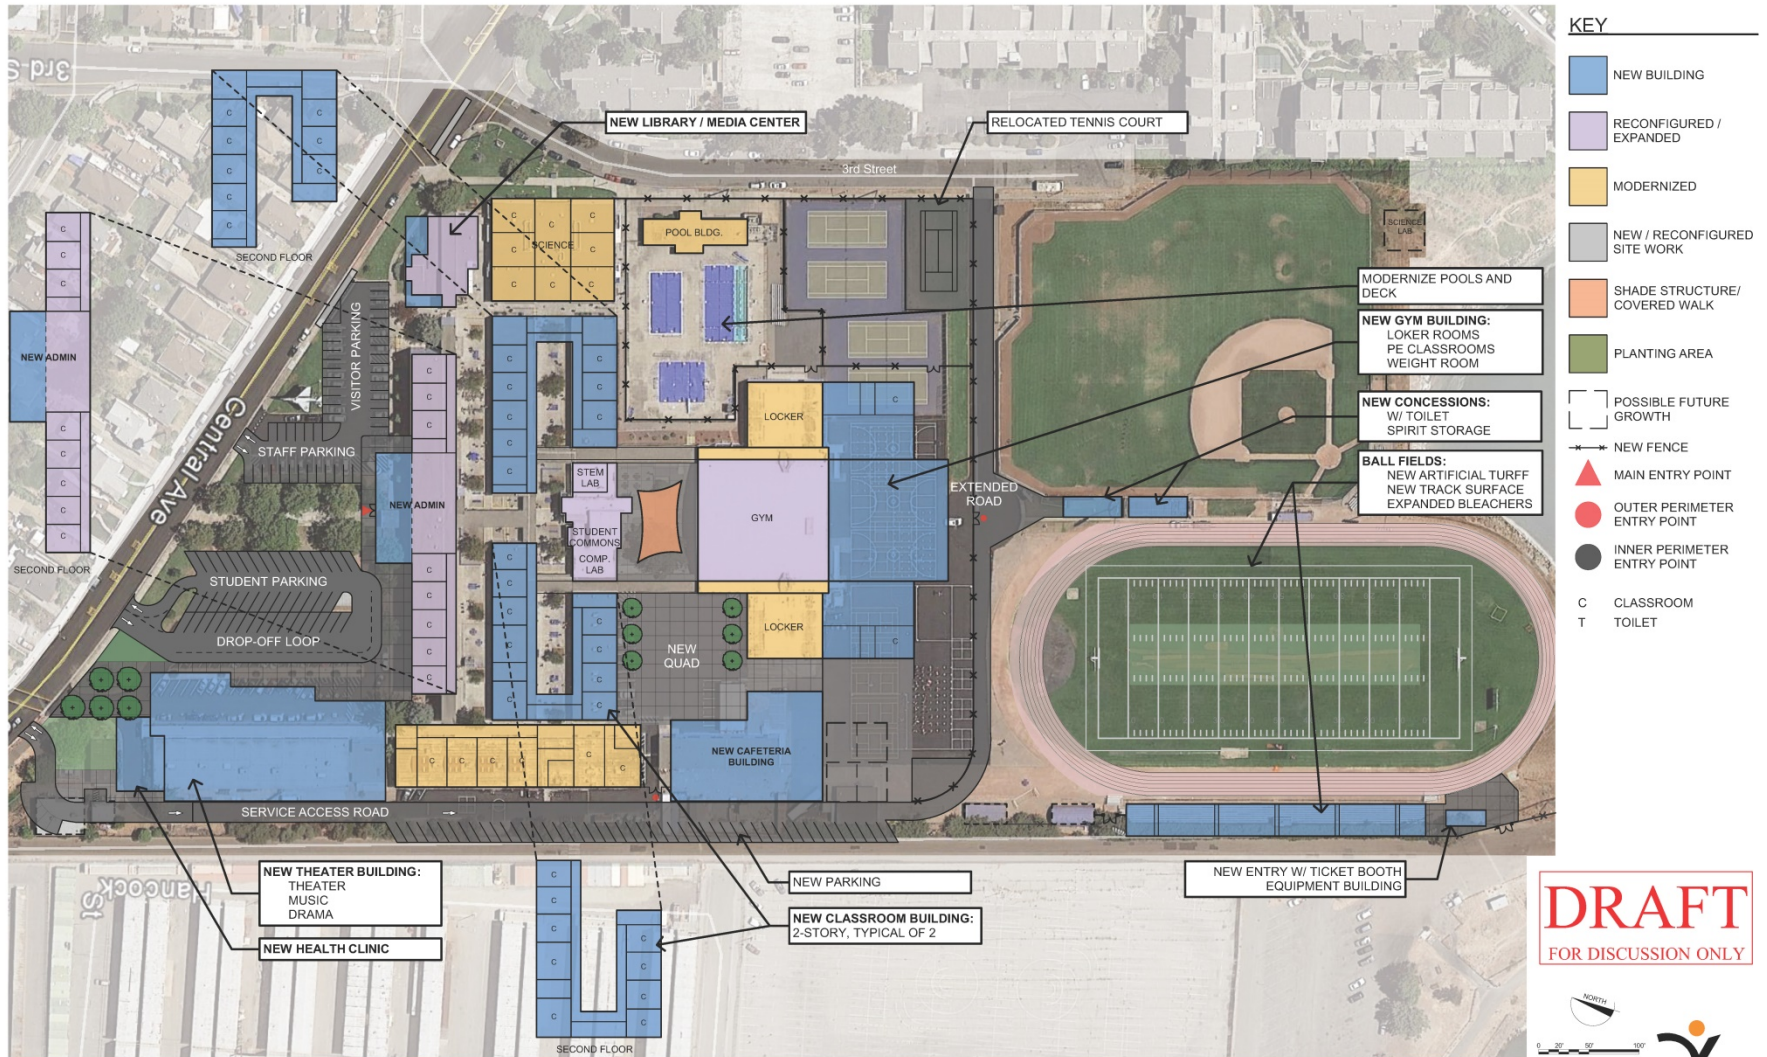 3rd S
Central Ave
Hancock St
SECOND FLOOR
SECOND FLOOR
SECOND FLOOR
NEW ADMIN
NEW LIBRARY / MEDIA CENTER
RELOCATED TENNIS COURT
3rd Street
SCIENCE
POOL BLDG.
SCIENCE
LAB
VISITOR PARKING
STAFF PARKING
NEW ADMIN
STUDENT PARKING
DROP-OFF LOOP
STEM
LAB
STUDENT
COMMONS
COMP.
LAB
LOCKER
GYM
LOCKER
EXTENDED
ROAD
NEW
QUAD
NEW CAFETERIA
BUILDING
SERVICE ACCESS ROAD
MODERNIZE POOLS AND
DECK
NEW GYM BUILDING:
LOKER ROOMS
PE CLASSROOMS
WEIGHT ROOM
NEW CONCESSIONS:
W/ TOILET
SPIRIT STORAGE
BALL FIELDS:
NEW ARTIFICIAL TURFF
NEW TRACK SURFACE
EXPANDED BLEACHERS
NEW THEATER BUILDING:
THEATER
MUSIC
DRAMA
NEW HEALTH CLINIC
NEW PARKING
NEW CLASSROOM BUILDING:
2-STORY, TYPICAL OF 2
NEW ENTRY W/ TICKET BOOTH
EQUIPMENT BUILDING
KEY
NEW BUILDING
RECONFIGURED /
EXPANDED
MODERNIZED
NEW / RECONFIGURED
SITE WORK
SHADE STRUCTURE/
COVERED WALK
PLANTING AREA
POSSIBLE FUTURE
GROWTH
NEW FENCE
MAIN ENTRY POINT
OUTER PERIMETER
ENTRY POINT
INNER PERIMETER
ENTRY POINT
C CLASSROOM
T TOILET
DRAFT
FOR DISCUSSION ONLY
NORTH
0 20' 50' 100'